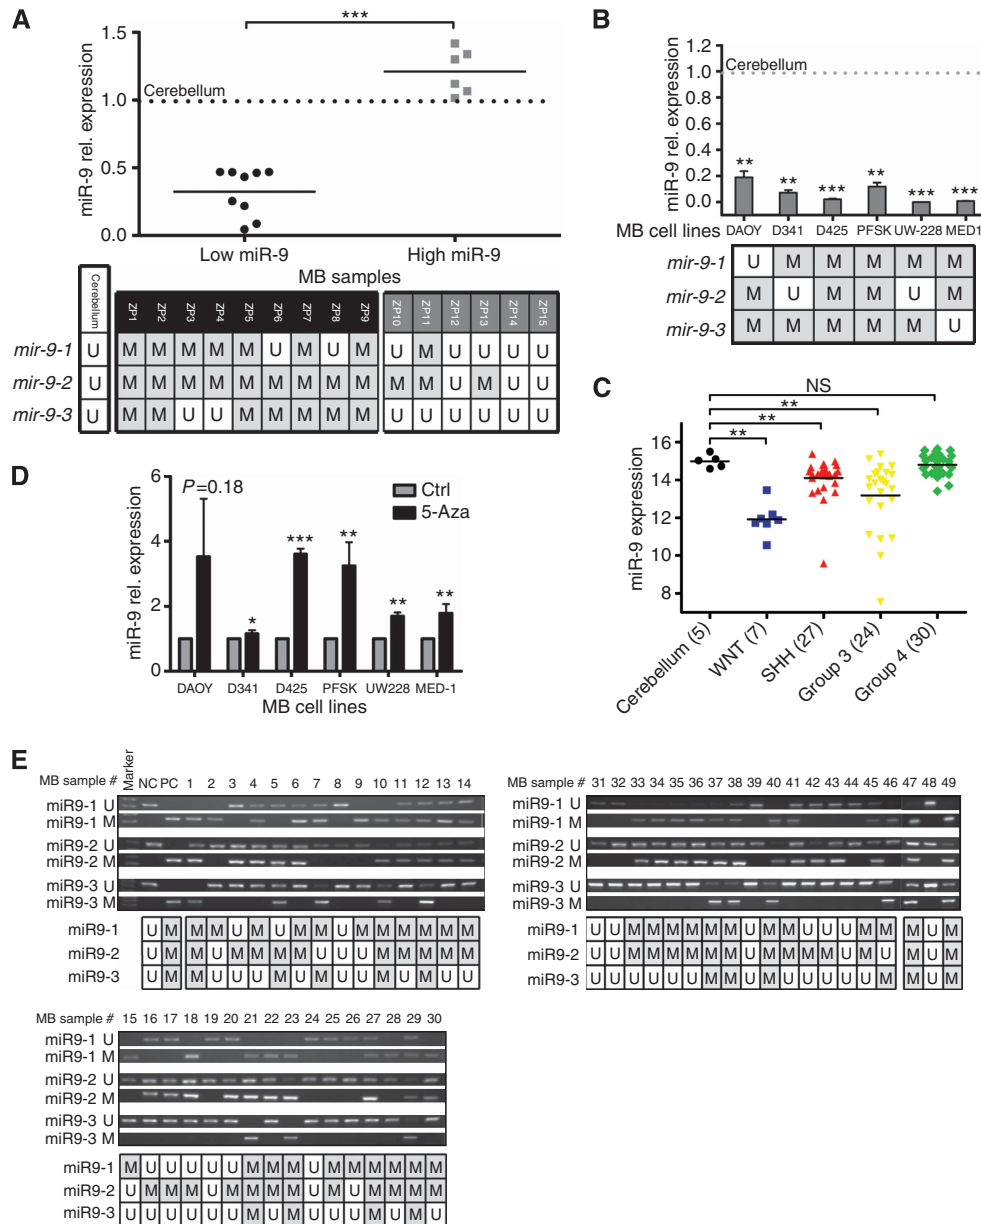 A
***
miR-9 rel. expression
1.5
1.0
0.5
0.0
Cerebellum
Low miR-9
High miR-9
MB samples
Cerebellum ZP1 ZP2 ZP3 ZP4 ZP5 ZP6 ZP7 ZP8 ZP9 ZP10 ZP11 ZP12 ZP13 ZP14 ZP15
mir-9-1 U M M M M M U M U M U M U U U U
mir-9-2 U M M M M M M M M M M M U M U U
mir-9-3 U M M U U M M M M M U U U U U U
B
miR-9 rel. expression
1.2
1.0
0.8
0.6
0.4
0.2
0.0
Cerebellum
** ** *** ** *** ***
MB cell lines DAOY D341 D425 PFSK UW-228 MED1
mir-9-1 U M M M M M
mir-9-2 M U M M U M
mir-9-3 M M M M M U
C
NS
**
**
**
miR-9 expression
16
14
12
10
8
Cerebellum (5)
WNT (7)
SHH (27)
Group 3 (24)
Group 4 (30)
D
miR-9 rel. expression
6
4
2
0
P=0.18
Ctrl
5-Aza
* *** ** ** **
DAOY D341 D425 PFSK UW228 MED-1
MB cell lines
E
MB sample # Marker NC PC 1 2 3 4 5 6 7 8 9 10 11 12 13 14
miR9-1 U
miR9-1 M
miR9-2 U
miR9-2 M
miR9-3 U
miR9-3 M
miR9-1 U M M M U M U M M U M M M M M M
miR9-2 U M M U M M M M U U U M M M M M
miR9-3 U M M U U U M U M U U M U M U U
MB sample # 31 32 33 34 35 36 37 38 39 40 41 42 43 44 45 46 47 48 49
miR9-1 U
miR9-1 M
miR9-2 U
miR9-2 M
miR9-3 U
miR9-3 M
miR9-1 U U M M M M M M U M M U U U M M M U M
miR9-2 U U M M M M M M U M M M M U M U M U M
miR9-3 U U U U U U M M U M U U U U U M M U M
MB sample # 15 16 17 18 19 20 21 22 23 24 25 26 27 28 29 30
miR9-1 U
miR9-1 M
miR9-2 U
miR9-2 M
miR9-3 U
miR9-3 M
miR9-1 M U U U U U M M M U M M M M M M
miR9-2 U M M M U M M M M U M U M M M M
miR9-3 U U U U U U M U M U U U M U M U